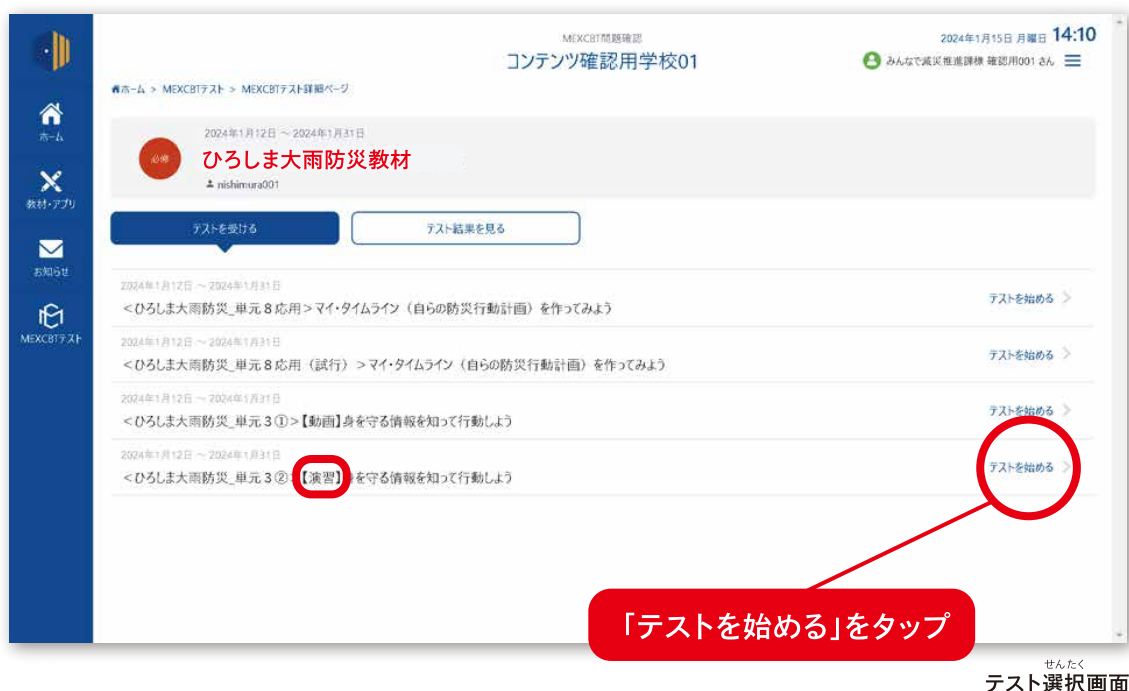 MEXCBT問題確認
コンテンツ確認用学校01
2024年1月15日 月曜日 14:10
みんなで減災推進課様 確認用001 さん
ホーム > MEXCBTテスト > MEXCBTテスト詳細ページ
ホーム
教材・アプリ
お知らせ
MEXCBTテスト
2024年1月12日 ～ 2024年1月31日
必修
ひろしま大雨防災教材
nishimura001
テストを受ける
テスト結果を見る
2024年1月12日 ～ 2024年1月31日
<ひろしま大雨防災_単元８応用>マイ・タイムライン（自らの防災行動計画）を作ってみよう
テストを始める
2024年1月12日 ～ 2024年1月31日
<ひろしま大雨防災_単元８応用（試行）>マイ・タイムライン（自らの防災行動計画）を作ってみよう
テストを始める
2024年1月12日 ～ 2024年1月31日
<ひろしま大雨防災_単元３①>【動画】身を守る情報を知って行動しよう
テストを始める
2024年1月12日 ～ 2024年1月31日
<ひろしま大雨防災_単元３②>【演習】身を守る情報を知って行動しよう
テストを始める
「テストを始める」をタップ
せんたく
テスト選択画面